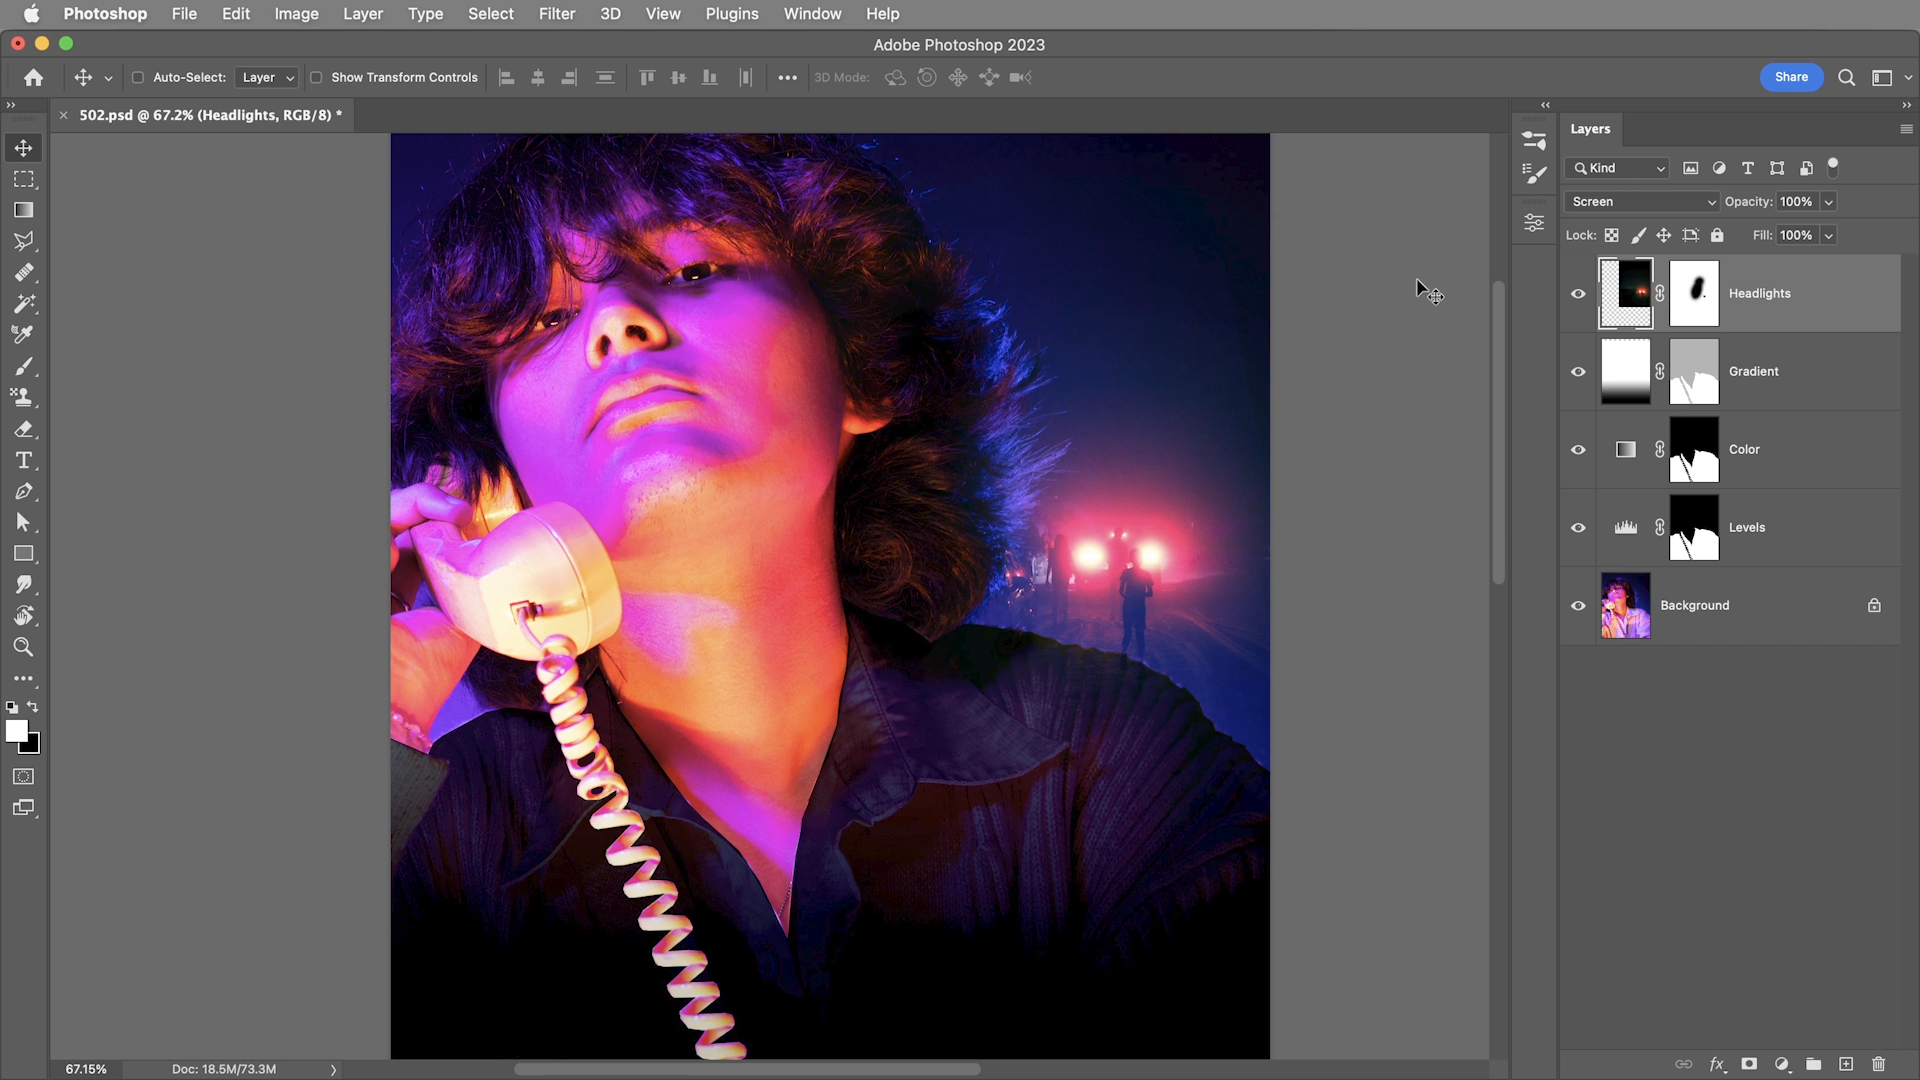 Photoshop File Edit Image Layer Type Select Filter 3D View Plugins Window Help
Adobe Photoshop 2023
Auto-Select: Layer Show Transform Controls 3D Mode: Share
502.psd @ 67.2% (Headlights, RGB/8) *
Layers
Kind
Screen Opacity: 100%
Lock: Fill: 100%
Headlights
Gradient
Color
Levels
Background
67.15% Doc: 18.5M/73.3M
fx